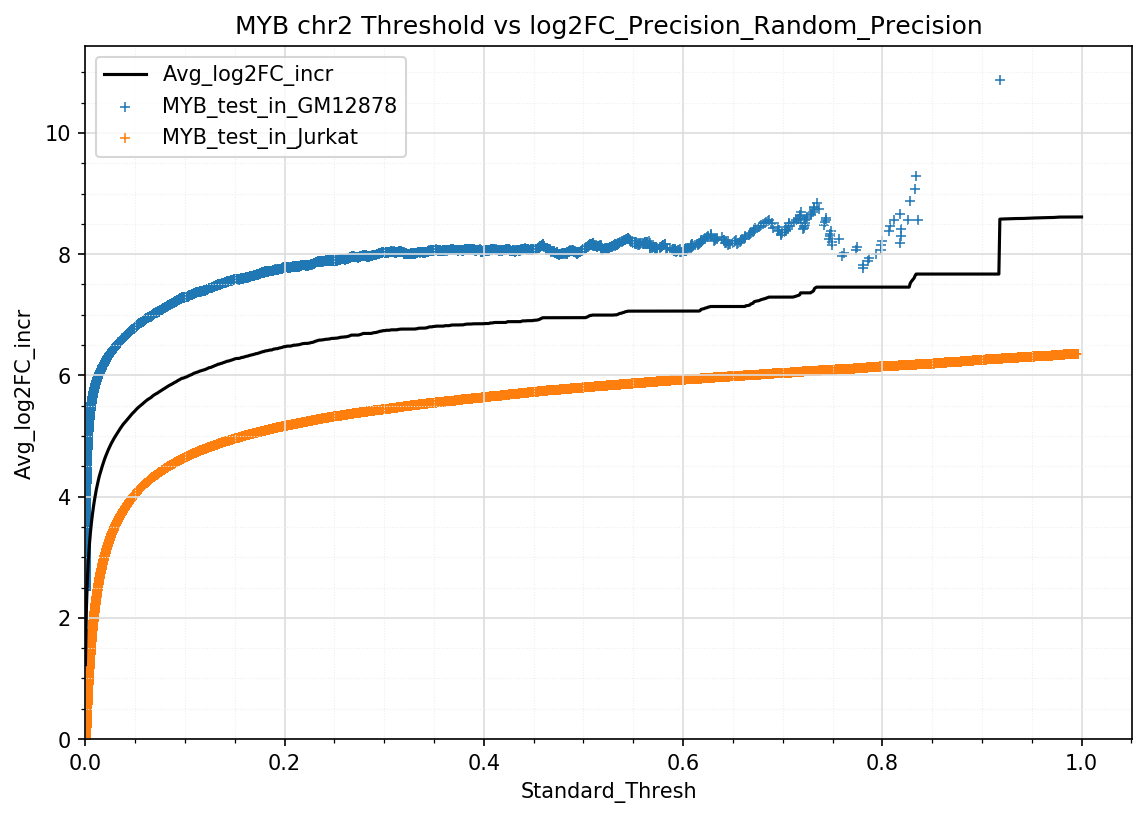 MYB chr2 Threshold vs log2FC_Precision_Random_Precision
Avg_log2FC_incr
MYB_test_in_GM12878
MYB_test_in_Jurkat
Avg_log2FC_incr
10
8
6
4
2
0
0.0 0.2 0.4 0.6 0.8 1.0
Standard_Thresh